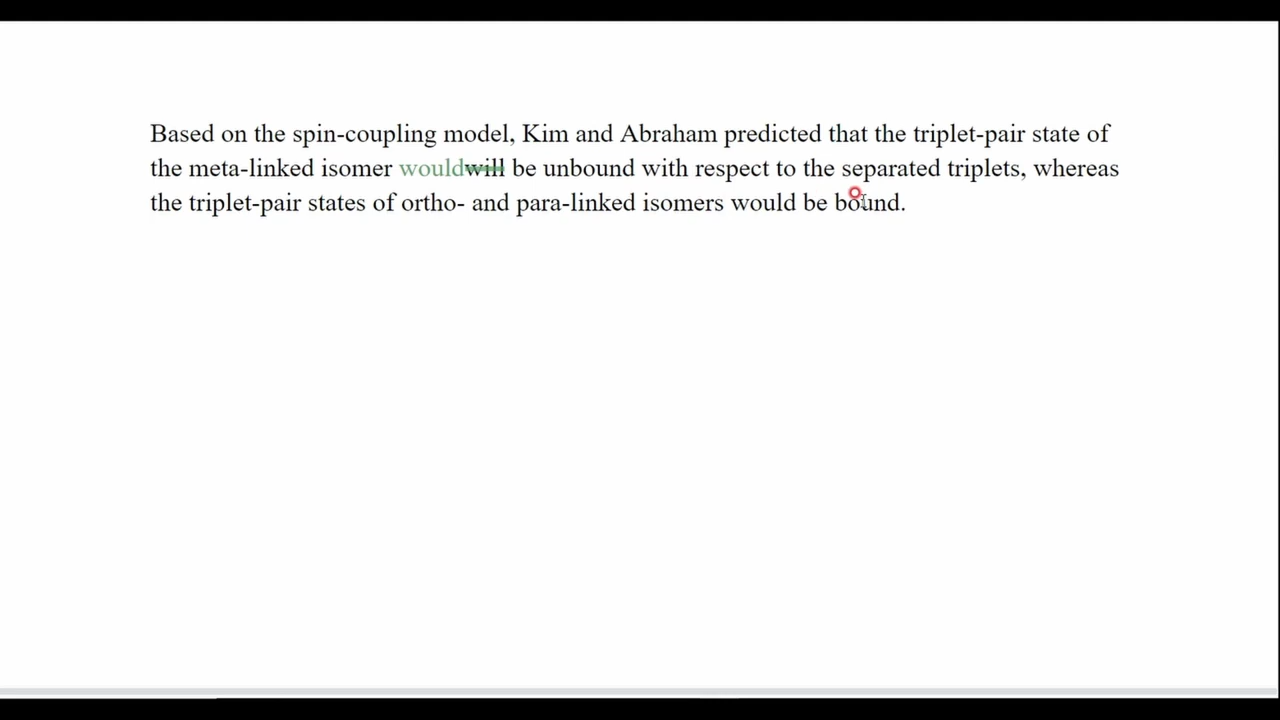 Based on the spin-coupling model, Kim and Abraham predicted that the triplet-pair state of
the meta-linked isomer wouldwill be unbound with respect to the separated triplets, whereas
the triplet-pair states of ortho- and para-linked isomers would be bound.